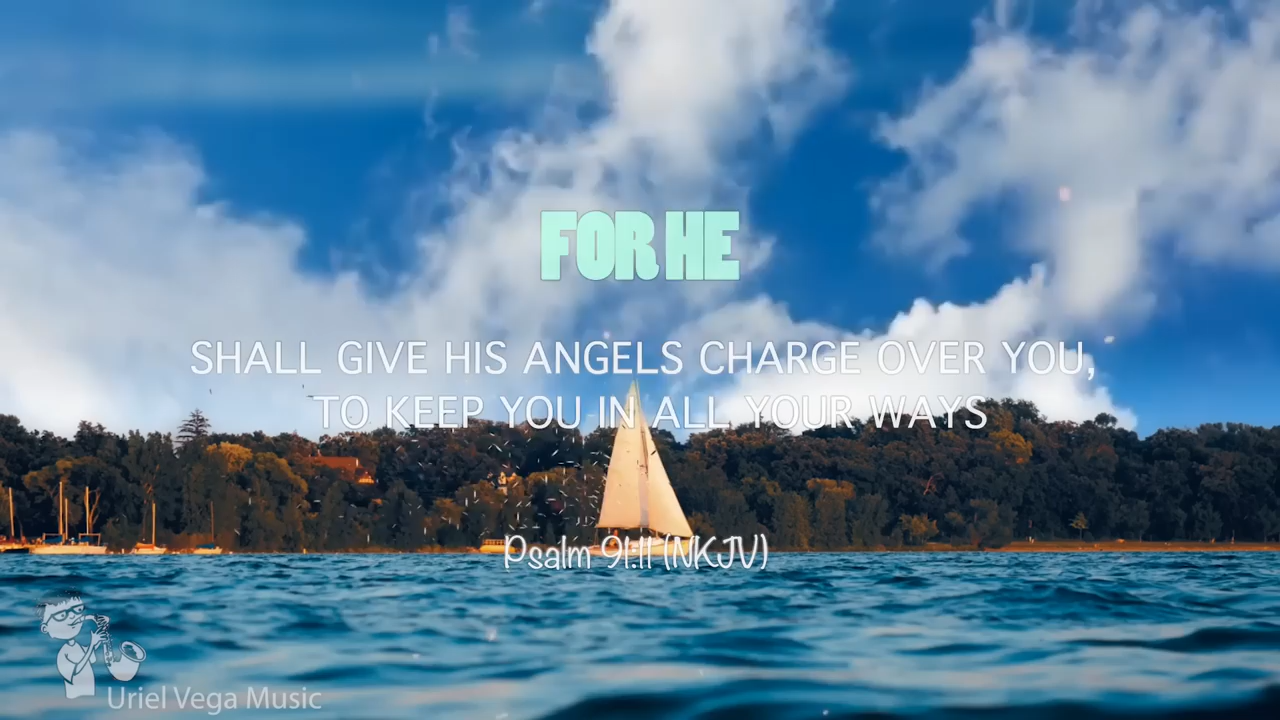 FOR HE
SHALL GIVE HIS ANGELS CHARGE OVER YOU,
TO KEEP YOU IN ALL YOUR WAYS
Psalm 91:11 (NKJV)
Uriel Vega Music